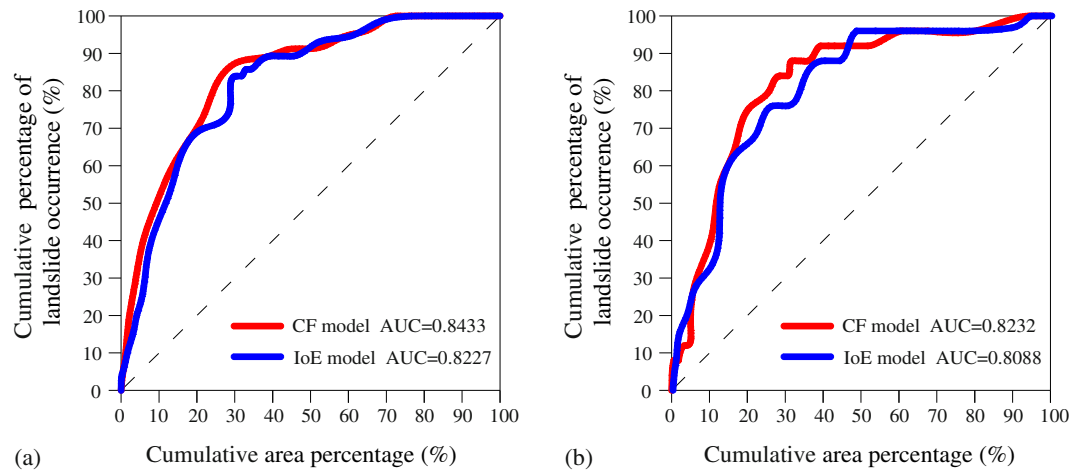 Cumulative percentage of
landslide occurrence (%)
100
90
80
70
60
50
40
30
20
10
0
CF model AUC=0.8433
IoE model AUC=0.8227
0 10 20 30 40 50 60 70 80 90 100
(a) Cumulative area percentage (%)
Cumulative percentage of
landslide occurrence (%)
100
90
80
70
60
50
40
30
20
10
0
CF model AUC=0.8232
IoE model AUC=0.8088
0 10 20 30 40 50 60 70 80 90 100
(b) Cumulative area percentage (%)